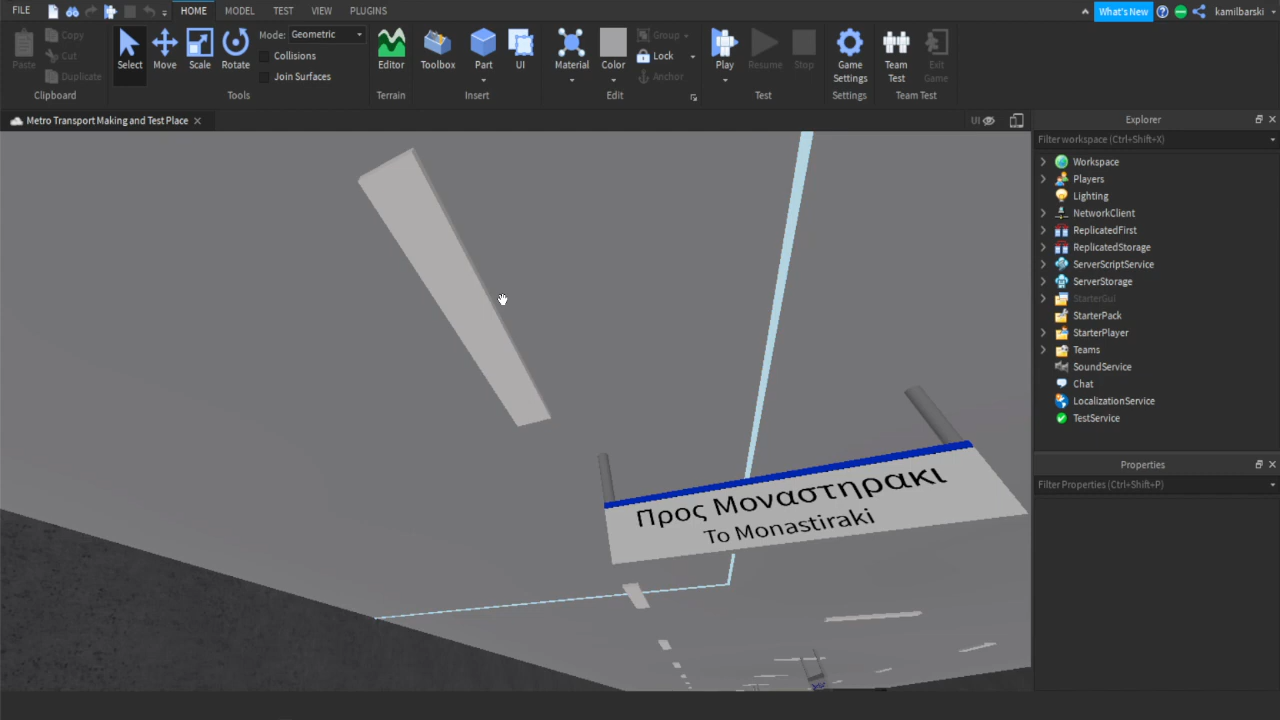 FILE
HOME
MODEL
TEST
VIEW
PLUGINS
What's New
kamilbarski
Paste
Copy
Cut
Duplicate
Clipboard
Select
Move
Scale
Rotate
Mode: Geometric
Collisions
Join Surfaces
Tools
Editor
Terrain
Toolbox
Part
UI
Insert
Material
Color
Group
Lock
Anchor
Edit
Play
Resume
Stop
Test
Game
Settings
Settings
Team
Test
Exit
Game
Team Test
Metro Transport Making and Test Place
UI
Προς Μοναστηρακι
To Monastiraki
Explorer
Filter workspace (Ctrl+Shift+X)
Workspace
Players
Lighting
NetworkClient
ReplicatedFirst
ReplicatedStorage
ServerScriptService
ServerStorage
StarterGui
StarterPack
StarterPlayer
Teams
SoundService
Chat
LocalizationService
TestService
Properties
Filter Properties (Ctrl+Shift+P)